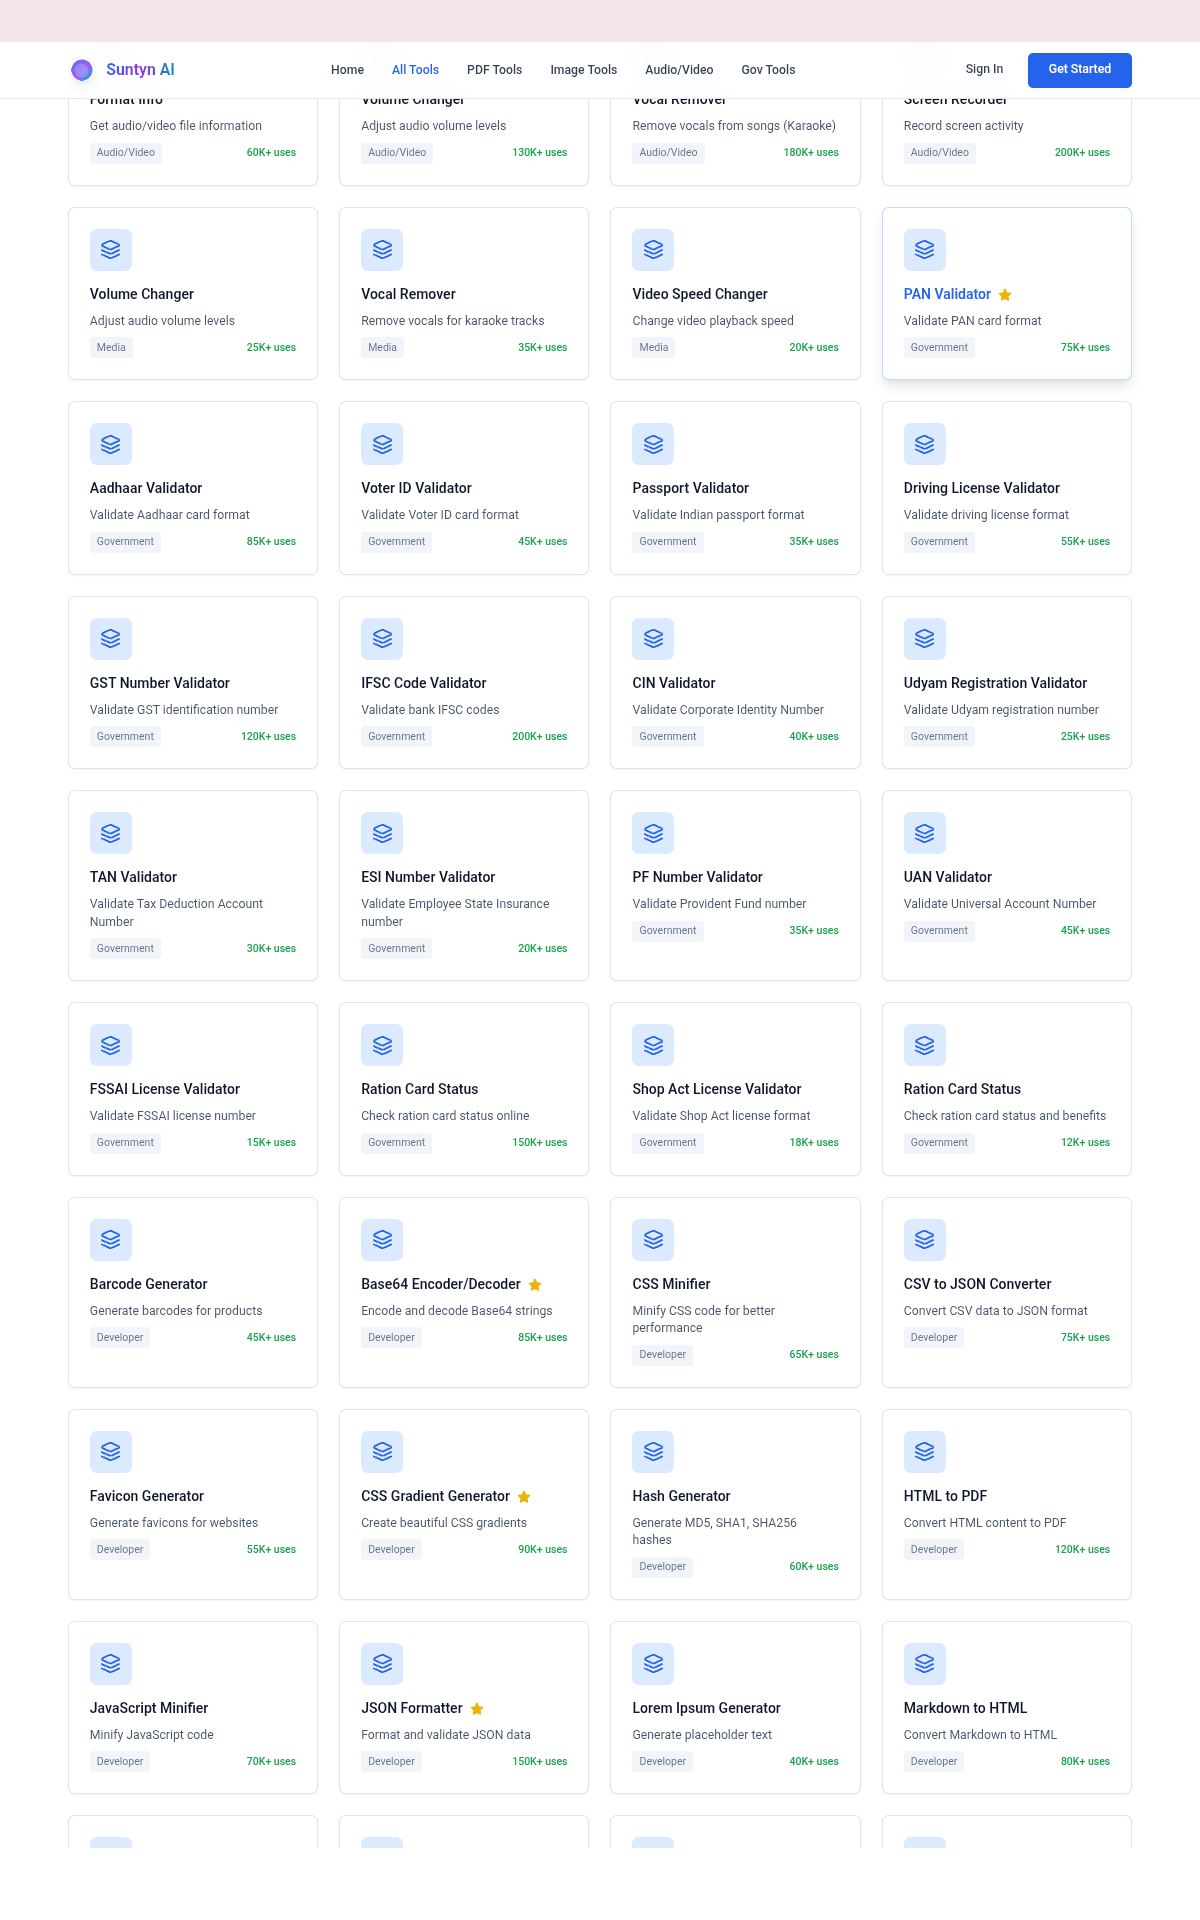 Suntyn AI
Home
All Tools
PDF Tools
Image Tools
Audio/Video
Gov Tools
Sign In
Get Started
Format Info
Volume Changer
Vocal Remover
Screen Recorder
Get audio/video file information
Adjust audio volume levels
Remove vocals from songs (Karaoke)
Record screen activity
Audio/Video
60K+ uses
Audio/Video
130K+ uses
Audio/Video
180K+ uses
Audio/Video
200K+ uses
Volume Changer
Adjust audio volume levels
Media
25K+ uses
Vocal Remover
Remove vocals for karaoke tracks
Media
35K+ uses
Video Speed Changer
Change video playback speed
Media
20K+ uses
PAN Validator
Validate PAN card format
Government
75K+ uses
Aadhaar Validator
Validate Aadhaar card format
Government
85K+ uses
Voter ID Validator
Validate Voter ID card format
Government
45K+ uses
Passport Validator
Validate Indian passport format
Government
35K+ uses
Driving License Validator
Validate driving license format
Government
55K+ uses
GST Number Validator
Validate GST identification number
Government
120K+ uses
IFSC Code Validator
Validate bank IFSC codes
Government
200K+ uses
CIN Validator
Validate Corporate Identity Number
Government
40K+ uses
Udyam Registration Validator
Validate Udyam registration number
Government
25K+ uses
TAN Validator
Validate Tax Deduction Account
Number
Government
30K+ uses
ESI Number Validator
Validate Employee State Insurance
number
Government
20K+ uses
PF Number Validator
Validate Provident Fund number
Government
35K+ uses
UAN Validator
Validate Universal Account Number
Government
45K+ uses
FSSAI License Validator
Validate FSSAI license number
Government
15K+ uses
Ration Card Status
Check ration card status online
Government
150K+ uses
Shop Act License Validator
Validate Shop Act license format
Government
18K+ uses
Ration Card Status
Check ration card status and benefits
Government
12K+ uses
Barcode Generator
Generate barcodes for products
Developer
45K+ uses
Base64 Encoder/Decoder
Encode and decode Base64 strings
Developer
85K+ uses
CSS Minifier
Minify CSS code for better
performance
Developer
65K+ uses
CSV to JSON Converter
Convert CSV data to JSON format
Developer
75K+ uses
Favicon Generator
Generate favicons for websites
Developer
55K+ uses
CSS Gradient Generator
Create beautiful CSS gradients
Developer
90K+ uses
Hash Generator
Generate MD5, SHA1, SHA256
hashes
Developer
60K+ uses
HTML to PDF
Convert HTML content to PDF
Developer
120K+ uses
JavaScript Minifier
Minify JavaScript code
Developer
70K+ uses
JSON Formatter
Format and validate JSON data
Developer
150K+ uses
Lorem Ipsum Generator
Generate placeholder text
Developer
40K+ uses
Markdown to HTML
Convert Markdown to HTML
Developer
80K+ uses